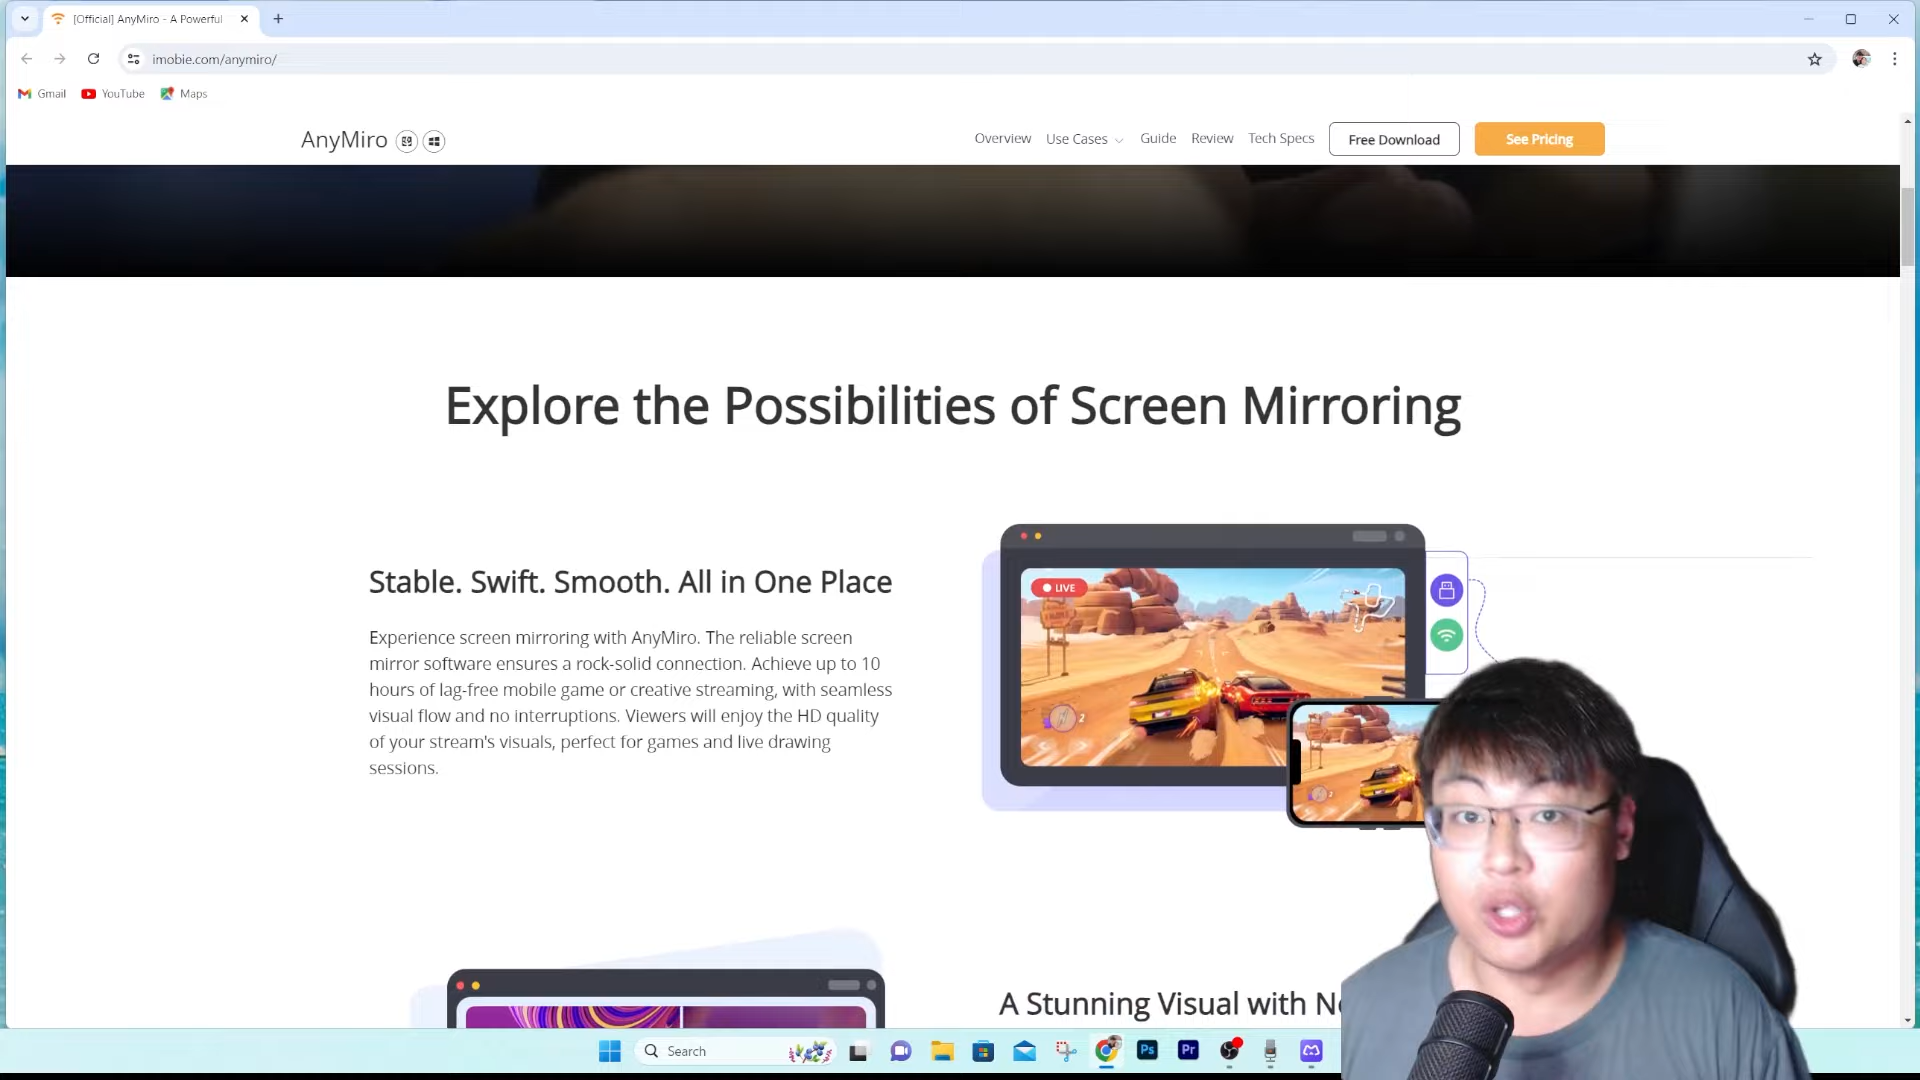 [Official] AnyMiro - A Powerful
imobie.com/anymiro/
Gmail YouTube Maps
AnyMiro
Overview Use Cases Guide Review Tech Specs Free Download See Pricing
Explore the Possibilities of Screen Mirroring
Stable. Swift. Smooth. All in One Place
Experience screen mirroring with AnyMiro. The reliable screen
mirror software ensures a rock-solid connection. Achieve up to 10
hours of lag-free mobile game or creative streaming, with seamless
visual flow and no interruptions. Viewers will enjoy the HD quality
of your stream's visuals, perfect for games and live drawing
sessions.
LIVE
2
2
A Stunning Visual with
Search
Ps
Pr